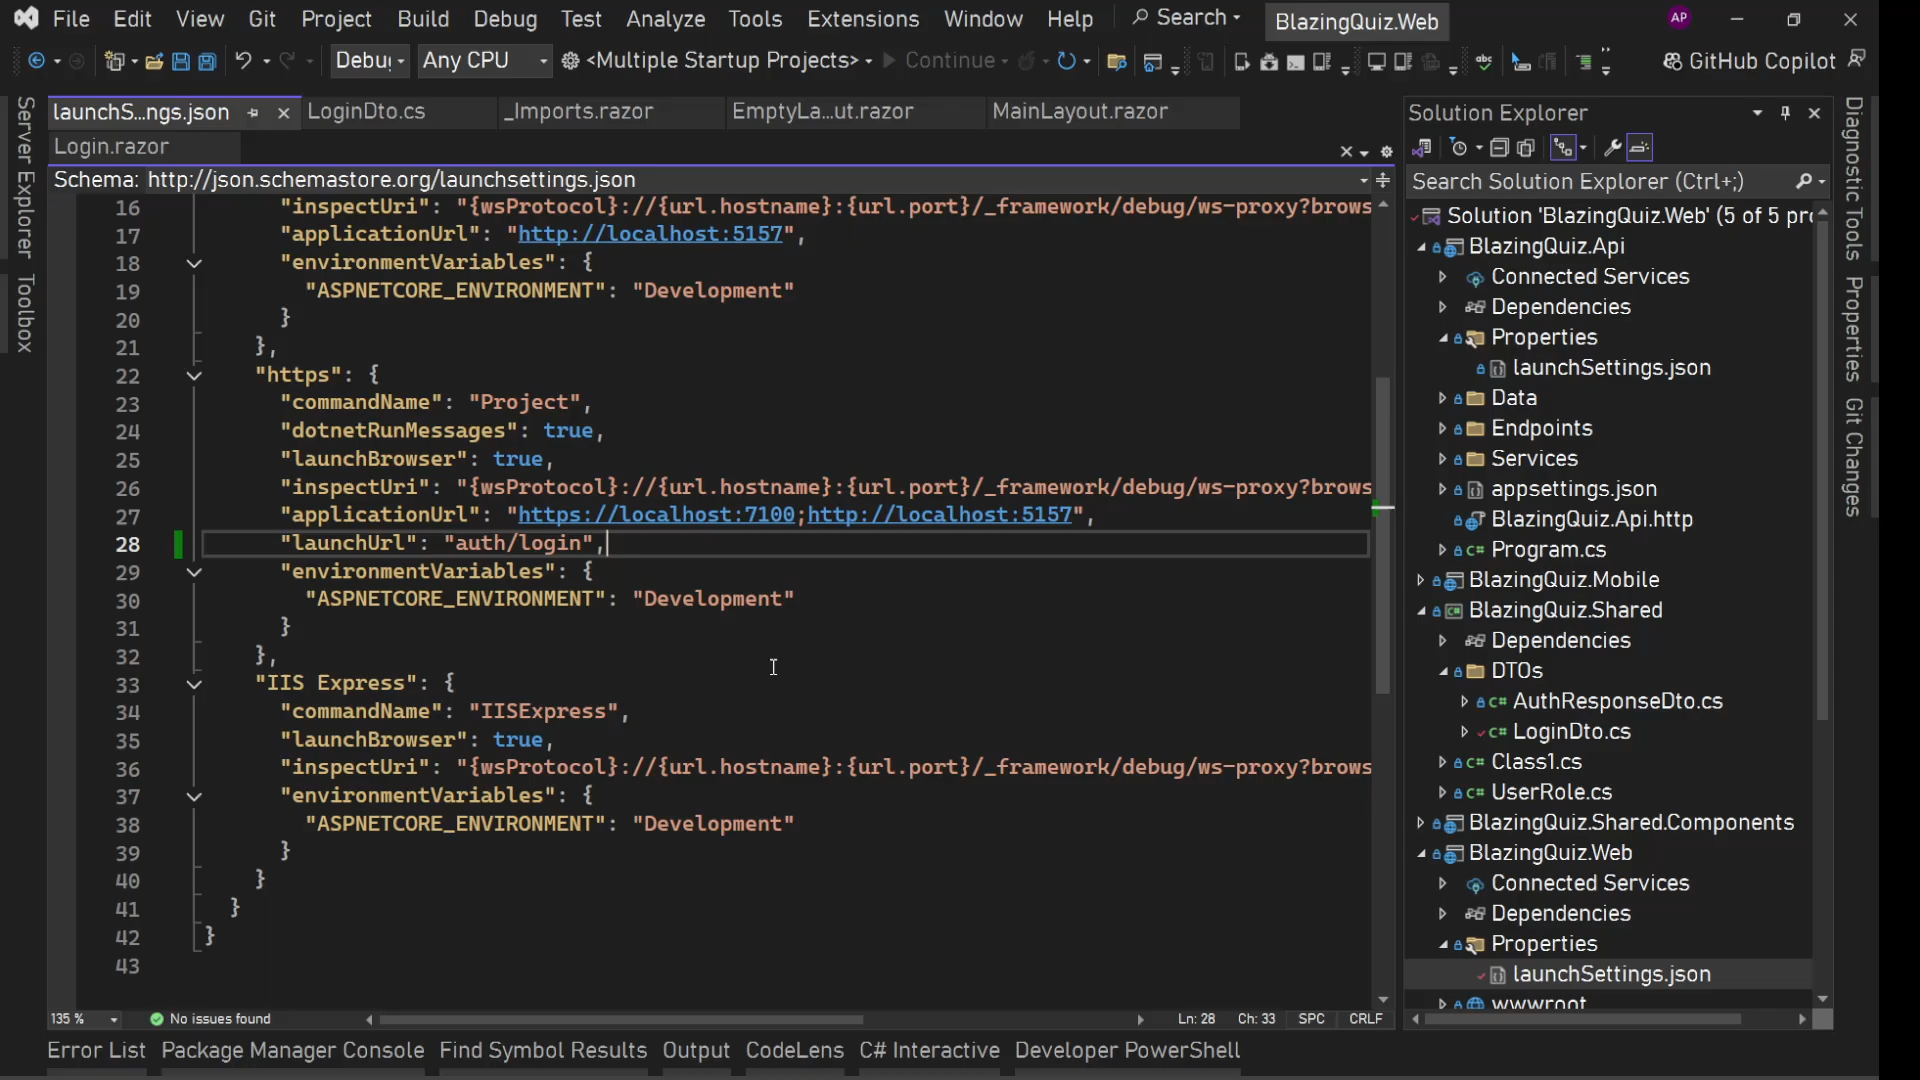 File Edit View Git Project Build Debug Test Analyze Tools Extensions Window Help Search BlazingQuiz.Web AP
Debug Any CPU <Multiple Startup Projects> Continue GitHub Copilot
launchS...ngs.json LoginDto.cs _Imports.razor EmptyLa...ut.razor MainLayout.razor
Login.razor
Schema: http://json.schemastore.org/launchsettings.json
16 "inspectUri": "{wsProtocol}://{url.hostname}:{url.port}/_framework/debug/ws-proxy?brows
17 "applicationUrl": "http://localhost:5157",
18 "environmentVariables": {
19 "ASPNETCORE_ENVIRONMENT": "Development"
20 }
21 },
22 "https": {
23 "commandName": "Project",
24 "dotnetRunMessages": true,
25 "launchBrowser": true,
26 "inspectUri": "{wsProtocol}://{url.hostname}:{url.port}/_framework/debug/ws-proxy?brows
27 "applicationUrl": "https://localhost:7100;http://localhost:5157",
28 "launchUrl": "auth/login",
29 "environmentVariables": {
30 "ASPNETCORE_ENVIRONMENT": "Development"
31 }
32 },
33 "IIS Express": {
34 "commandName": "IISExpress",
35 "launchBrowser": true,
36 "inspectUri": "{wsProtocol}://{url.hostname}:{url.port}/_framework/debug/ws-proxy?brows
37 "environmentVariables": {
38 "ASPNETCORE_ENVIRONMENT": "Development"
39 }
40 }
41 }
42 }
43
135 % No issues found Ln: 28 Ch: 33 SPC CRLF
Error List Package Manager Console Find Symbol Results Output CodeLens C# Interactive Developer PowerShell
Server Explorer
Toolbox
Solution Explorer
Search Solution Explorer (Ctrl+;)
Solution 'BlazingQuiz.Web' (5 of 5 pro
BlazingQuiz.Api
Connected Services
Dependencies
Properties
launchSettings.json
Data
Endpoints
Services
appsettings.json
BlazingQuiz.Api.http
C# Program.cs
BlazingQuiz.Mobile
C# BlazingQuiz.Shared
Dependencies
DTOs
C# AuthResponseDto.cs
C# LoginDto.cs
C# Class1.cs
C# UserRole.cs
BlazingQuiz.Shared.Components
BlazingQuiz.Web
Connected Services
Dependencies
Properties
launchSettings.json
wwwroot
Diagnostic Tools
Properties
Git Changes